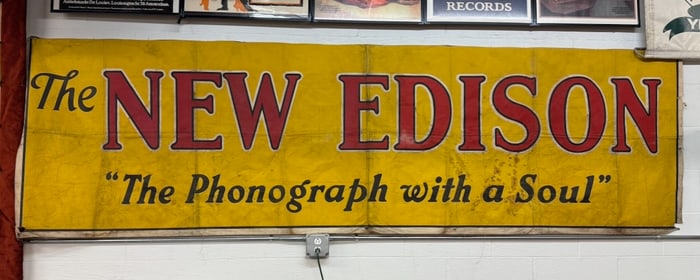 RECORDS
The NEW EDISON
"The Phonograph with a Soul"